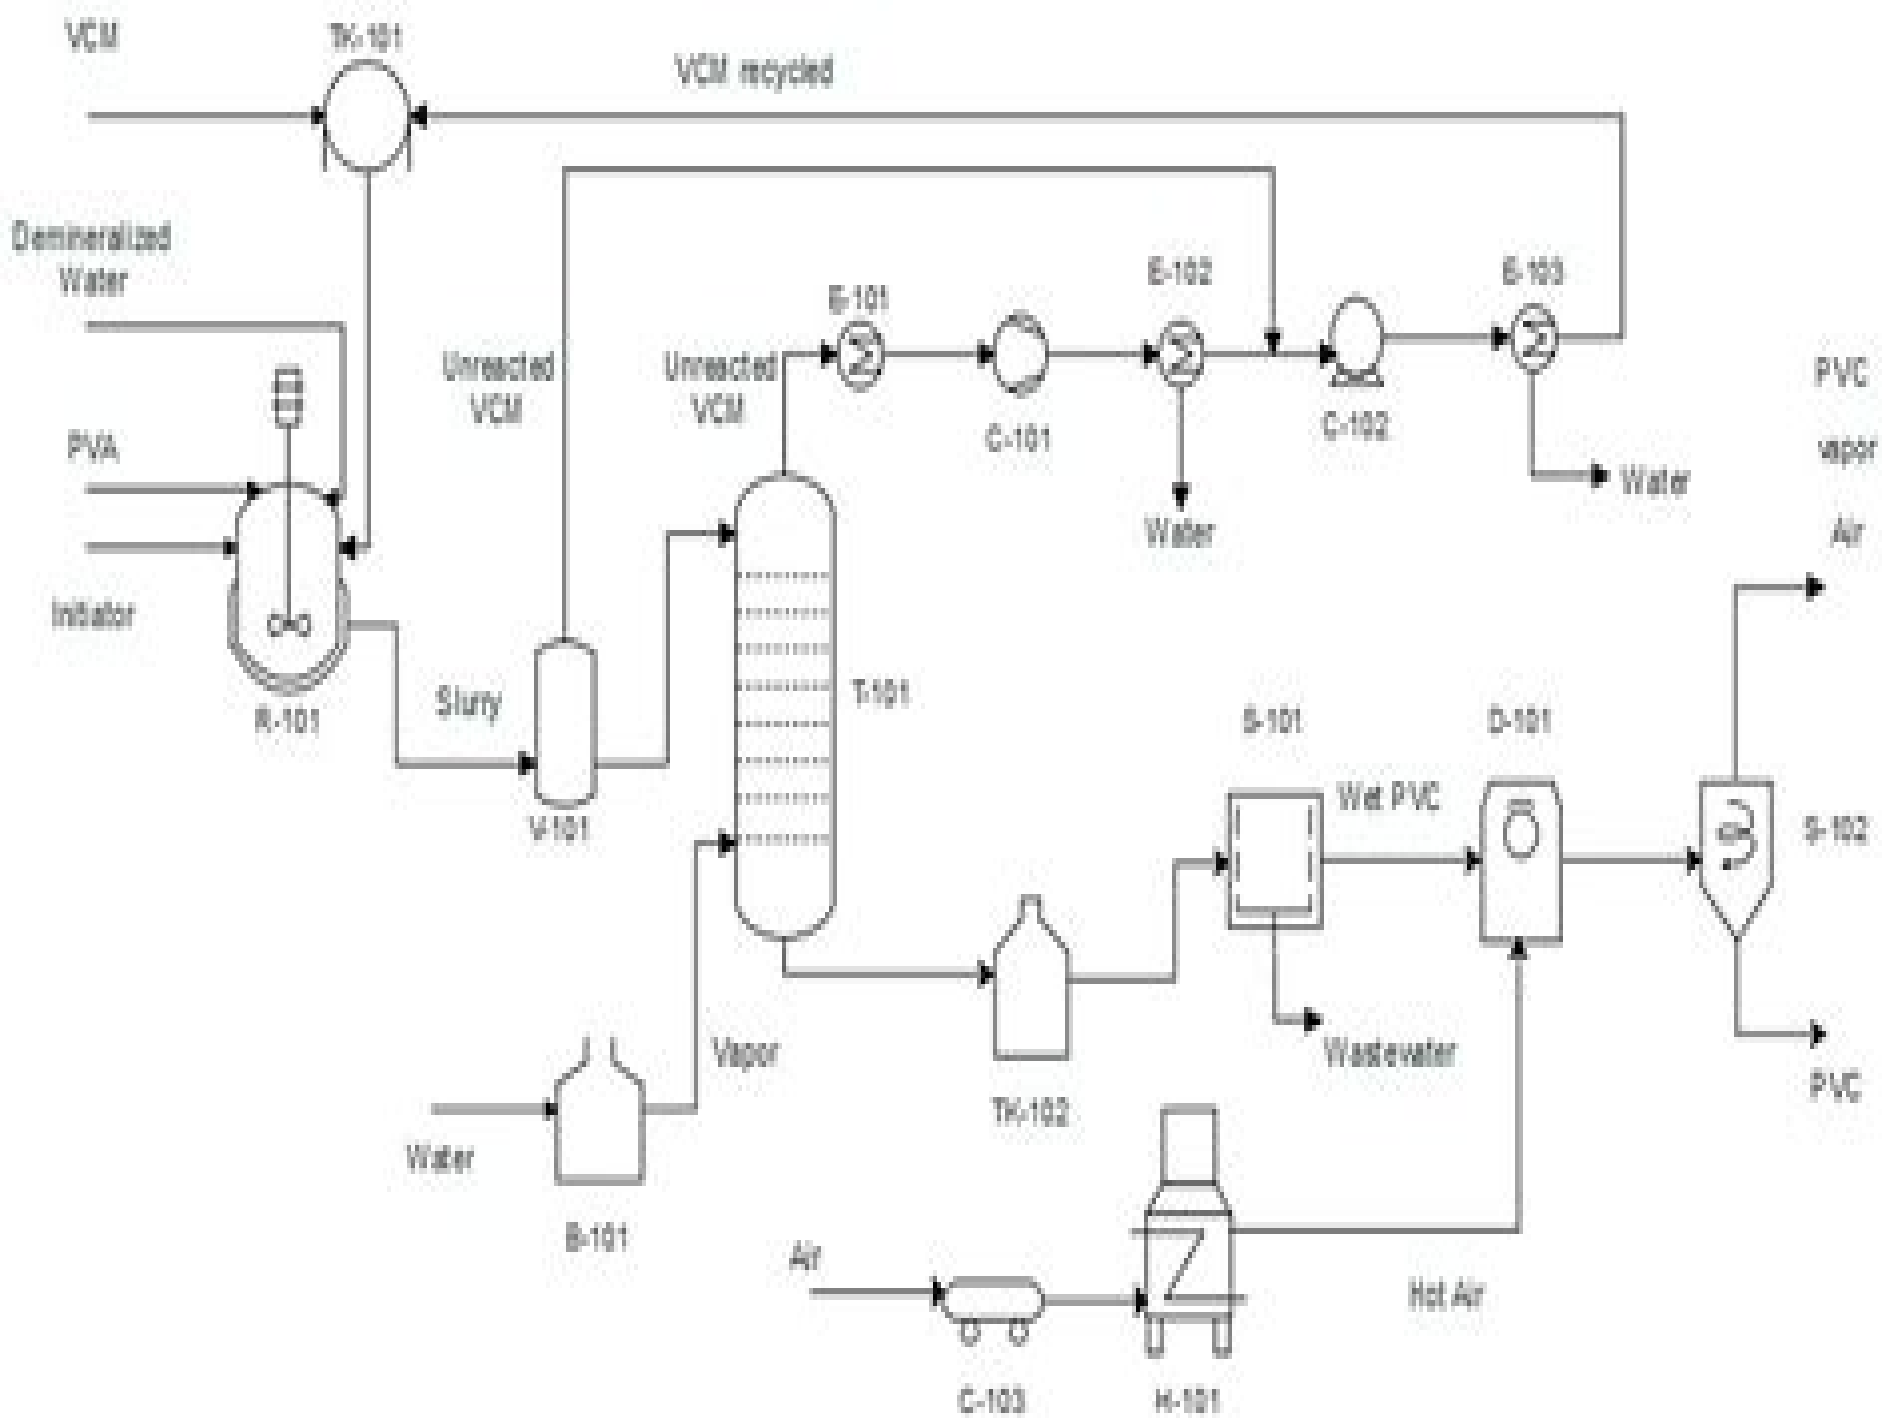 VCM
TK-101
VCM recycled
Demineralized
Water
E-101
E-102
E-103
Unreacted
VCM
Unreacted
VCM
C-101
C-102
PVC
vapor
Air
PVA
Water
Water
Initiator
R-101
Slurry
V-101
T-101
S-101
D-101
Wet PVC
S-102
Vapor
Wastewater
PVC
TK-102
Water
B-101
Air
Hot Air
C-103
H-101